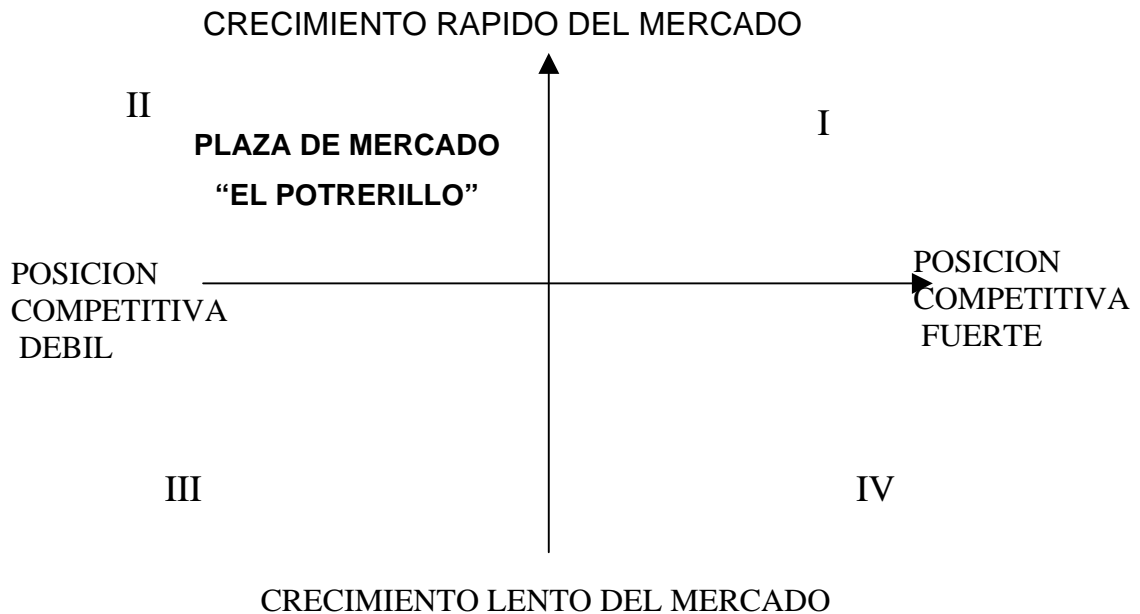 CRECIMIENTO RAPIDO DEL MERCADO
II
I
PLAZA DE MERCADO
“EL POTRERILLO”
POSICION
COMPETITIVA
DEBIL
POSICION
COMPETITIVA
FUERTE
III
IV
CRECIMIENTO LENTO DEL MERCADO